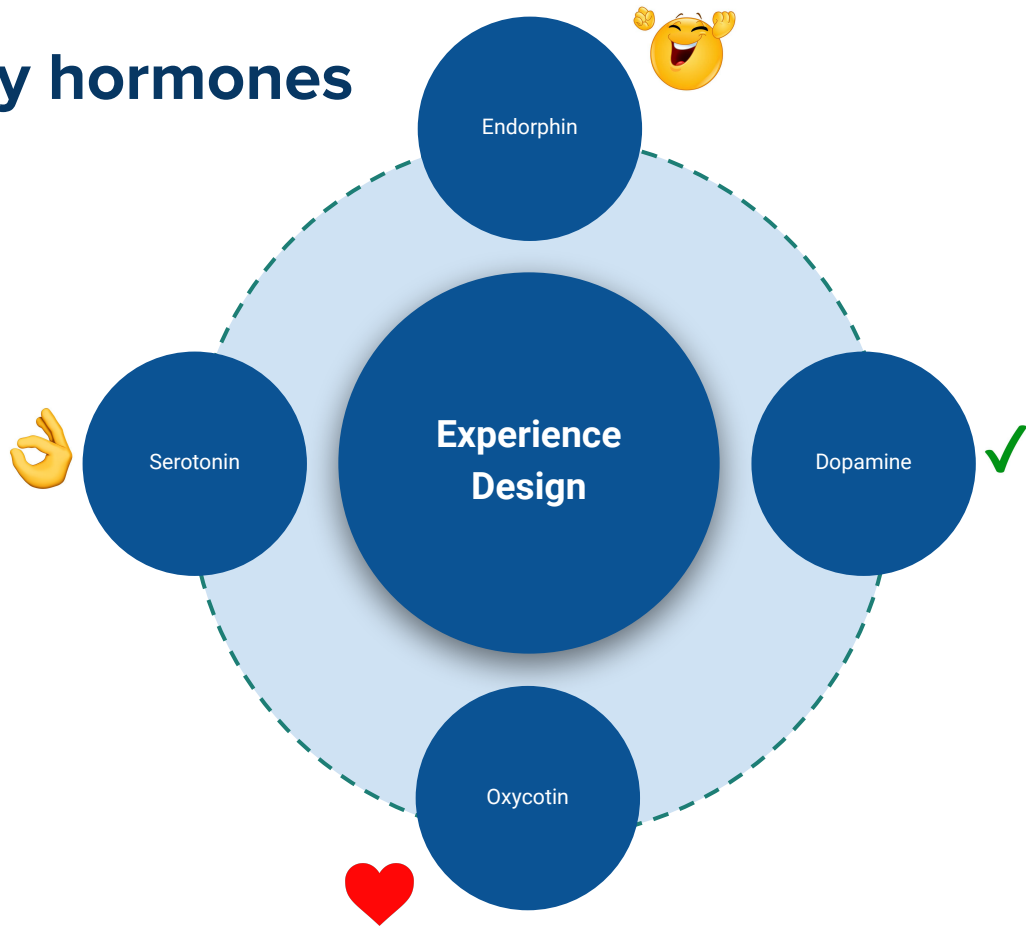 y hormones
Endorphin
Serotonin
Experience
Design
Dopamine
Oxycotin